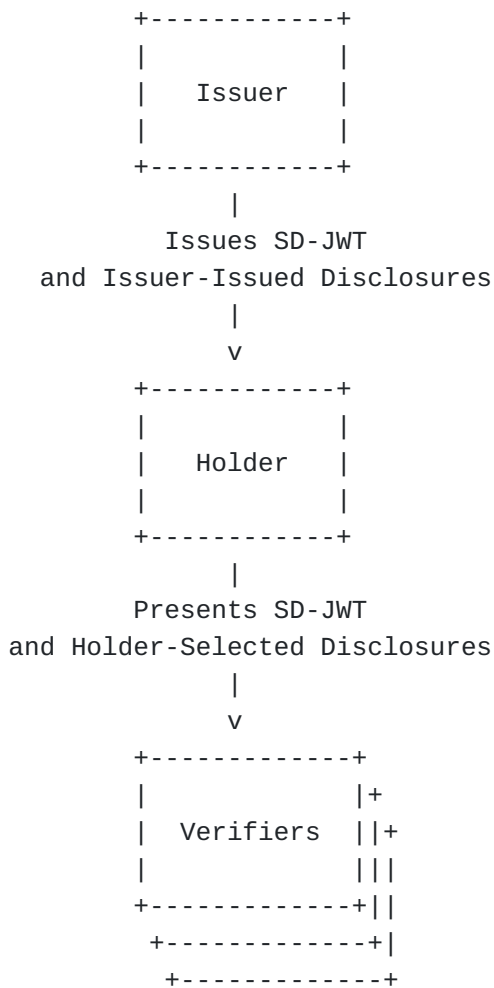 Issuer
Issues SD-JWT
and Issuer-Issued Disclosures
Holder
Presents SD-JWT
and Holder-Selected Disclosures
Verifiers